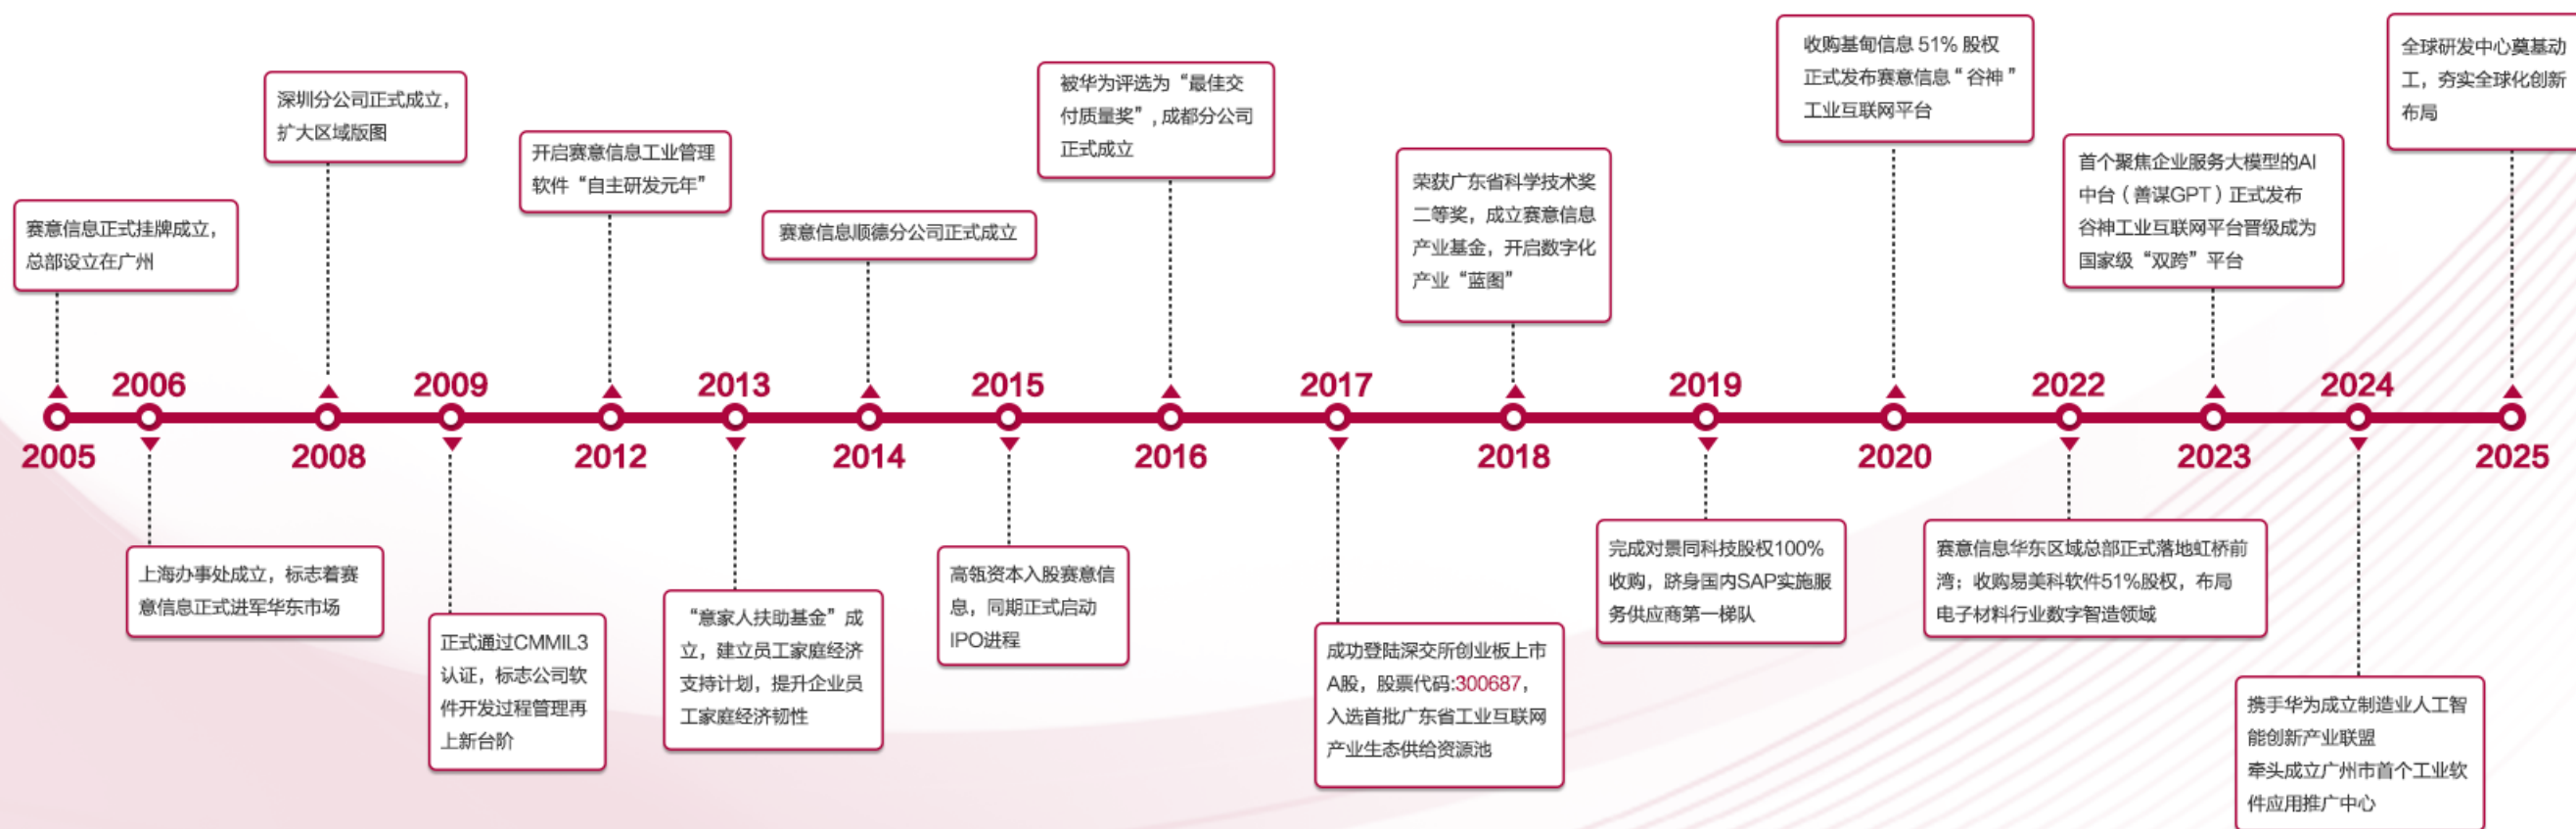 2005
赛意信息正式挂牌成立，
总部设立在广州
2006
上海办事处成立，标志着赛
意信息正式进军华东市场
2008
深圳分公司正式成立，
扩大区域版图
2009
正式通过CMMIL3
认证，标志公司软
件开发过程管理再
上新台阶
2012
开启赛意信息工业管理
软件“自主研发元年”
2013
“意家人扶助基金”成
立，建立员工家庭经济
支持计划，提升企业员
工家庭经济韧性
2014
赛意信息顺德分公司正式成立
2015
高瓴资本入股赛意信
息，同期正式启动
IPO进程
2016
被华为评选为“最佳交
付质量奖”,成都分公司
正式成立
2017
成功登陆深交所创业板上市
A股，股票代码:300687，
入选首批广东省工业互联网
产业生态供给资源池
2018
荣获广东省科学技术奖
二等奖，成立赛意信息
产业基金，开启数字化
产业“蓝图”
2019
完成对景同科技股权100%
收购，跻身国内SAP实施服
务供应商第一梯队
2020
收购基甸信息 51% 股权
正式发布赛意信息“谷神”
工业互联网平台
2022
赛意信息华东区域总部正式落地虹桥前
湾；收购易美科软件51%股权，布局
电子材料行业数字智造领域
2023
首个聚焦企业服务大模型的AI
中台（善谋GPT）正式发布
谷神工业互联网平台晋级成为
国家级“双跨”平台
2024
携手华为成立制造业人工智
能创新产业联盟
牵头成立广州市首个工业软
件应用推广中心
2025
全球研发中心奠基动
工，夯实全球化创新
布局